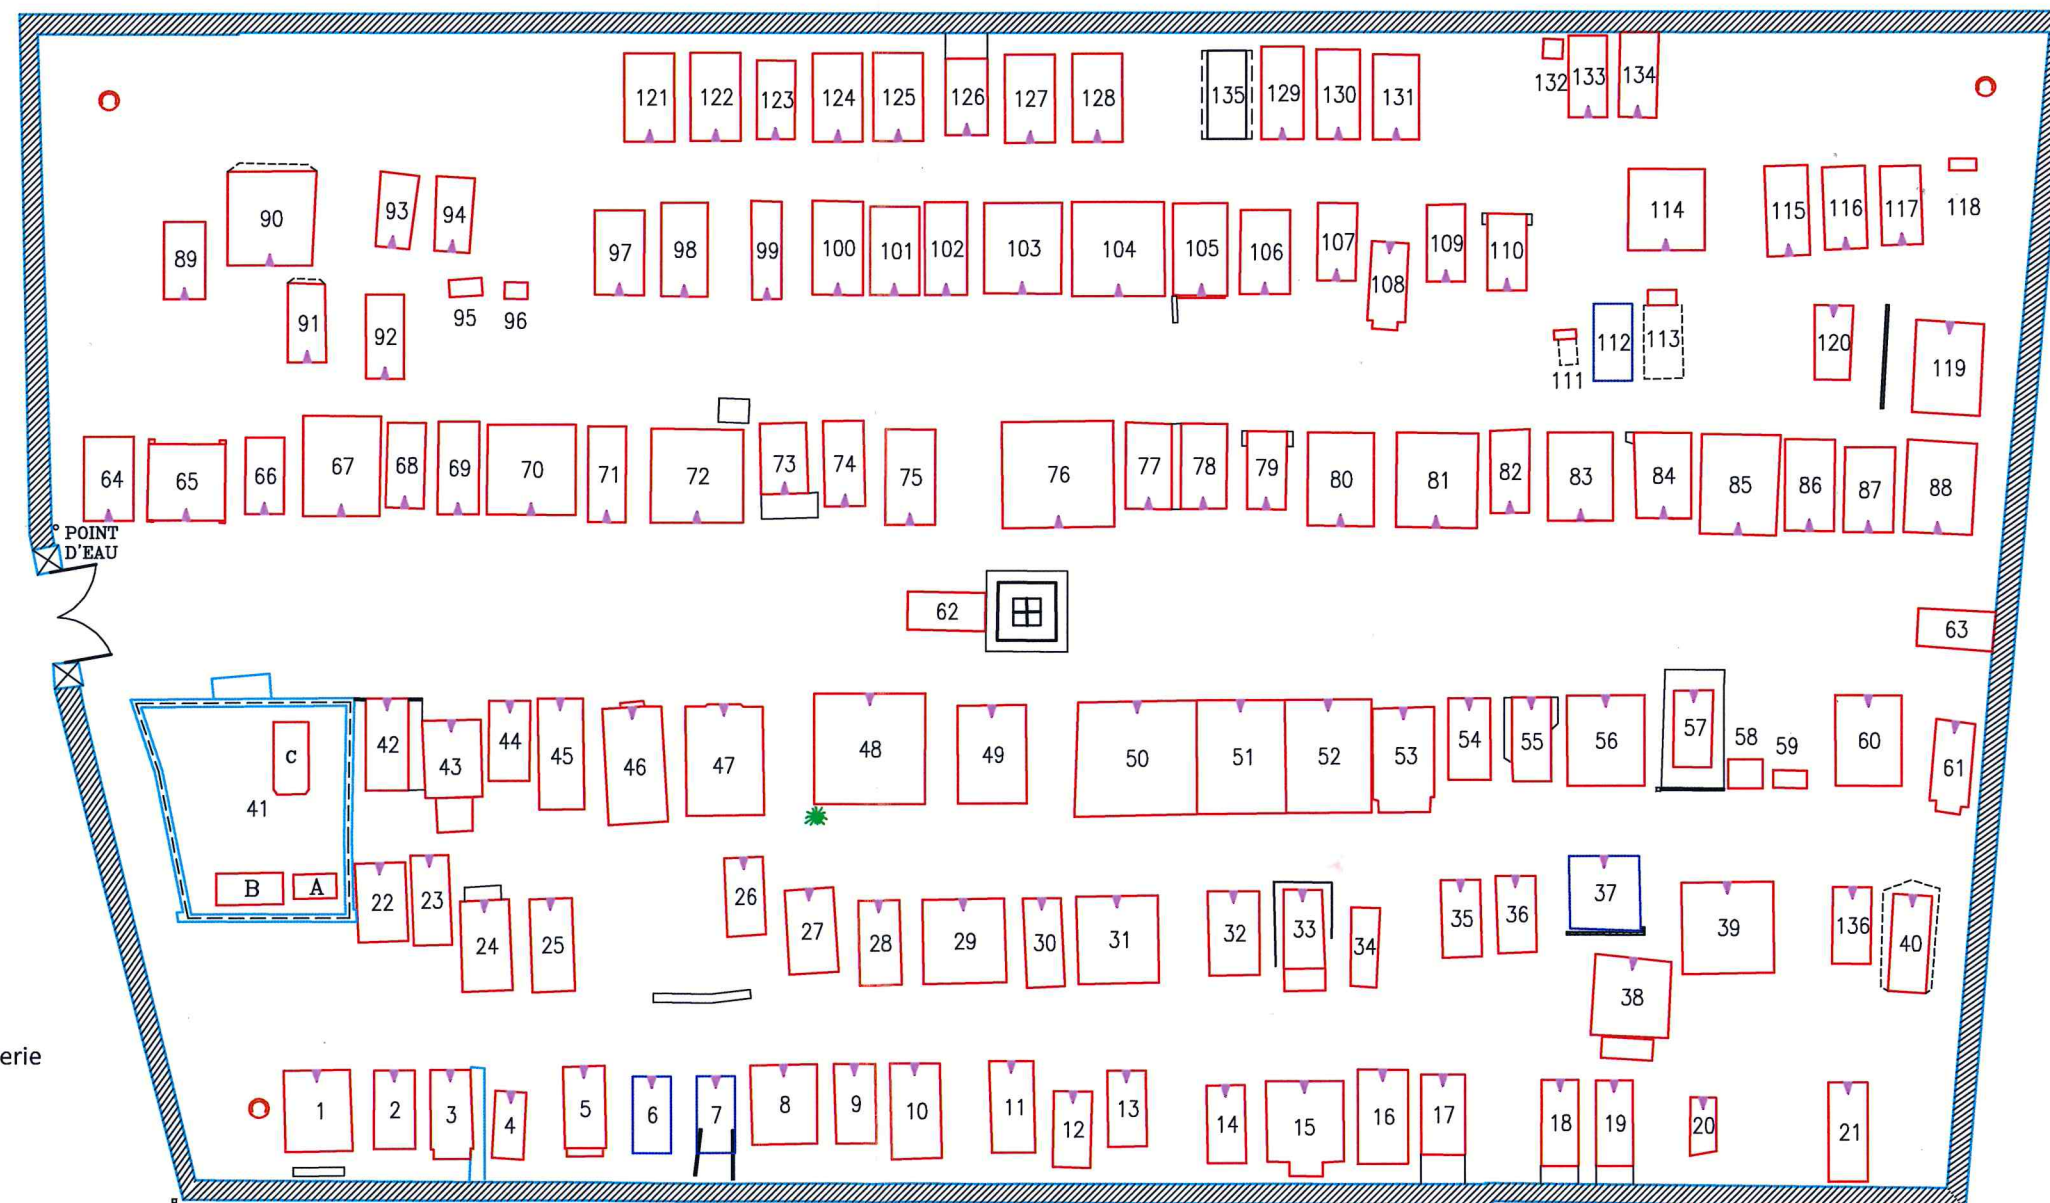 121 122 123 124 125 126 127 128 135 129 130 131 132 133 134
89 90 93 94 97 98 99 100 101 102 103 104 105 106 107 108 109 110 114 115 116 117 118
91 92 95 96 111 112 113 120 119
64 65 66 67 68 69 70 71 72 73 74 75 76 77 78 79 80 81 82 83 84 85 86 87 88
POINT
D'EAU
62 63
41 C 42 43 44 45 46 47 48 49 50 51 52 53 54 55 56 57 58 59 60 61
B A 22 23 24 25 26 27 28 29 30 31 32 33 34 35 36 37 39 136 40
38
erie
1 2 3 4 5 6 7 8 9 10 11 12 13 14 15 16 17 18 19 20 21